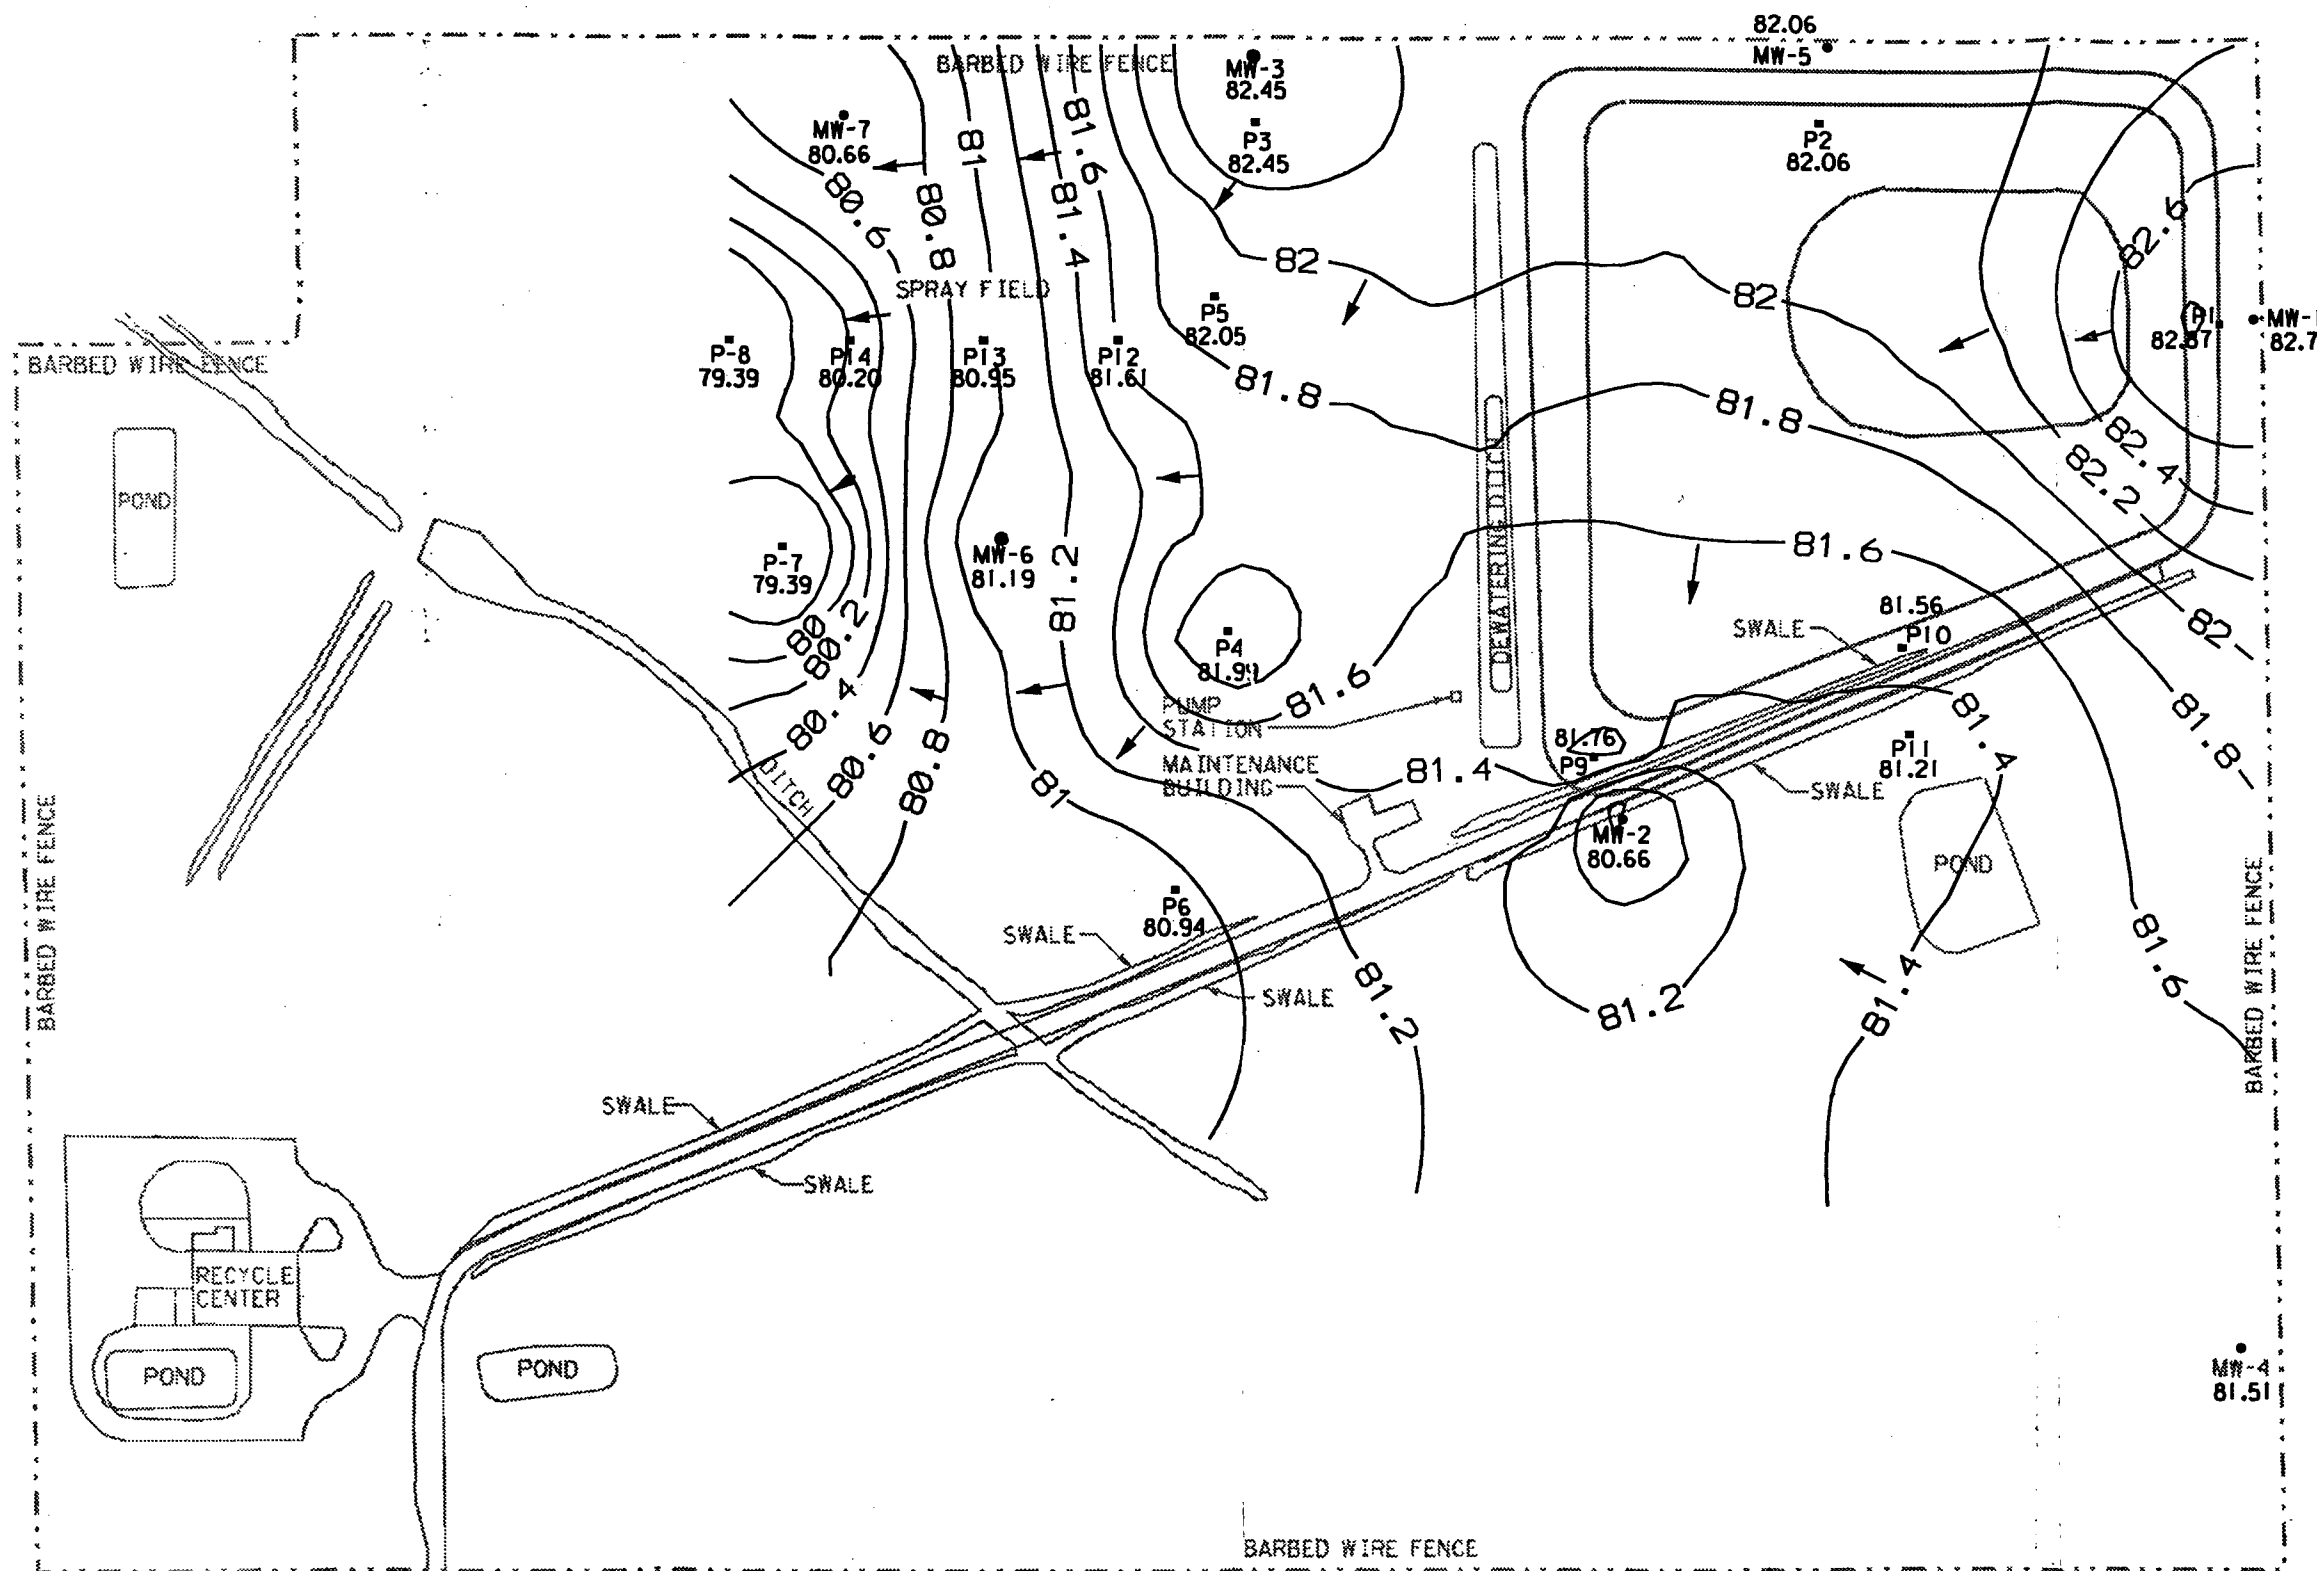 82.06
MW-5
BARBED WIRE FENCE
MW-3
82.45
MW-7
80.66
P3
82.45
P2
82.06
81
81.6
80.6
80.8
81.4
82.6
82
82
SPRAY FIELD
P5
82.05
P1
82.87
BARBED WIRE FENCE
P-8
79.39
P14
80.20
P13
80.95
P12
81.61
81.8
81.8
82.4
82.2
POND
DEWATERING DITCH
P-7
79.39
MW-6
81.19
81.2
81.6
80
80.2
80.4
80.6
80.8
P4
81.6
81.56
P10
SWALE
82
81.8
PUMP
STATION
81.76
P9
81.4
P11
81.21
SWALE
MAINTENANCE
BUILDING
81.4
81
DITCH
MW-2
80.66
POND
BARBED WIRE FENCE
P6
80.94
SWALE
SWALE
81.2
81.2
81.4
81.6
BARBED WIRE FENCE
SWALE
SWALE
RECYCLE
CENTER
POND
POND
MW-4
81.51
BARBED WIRE FENCE